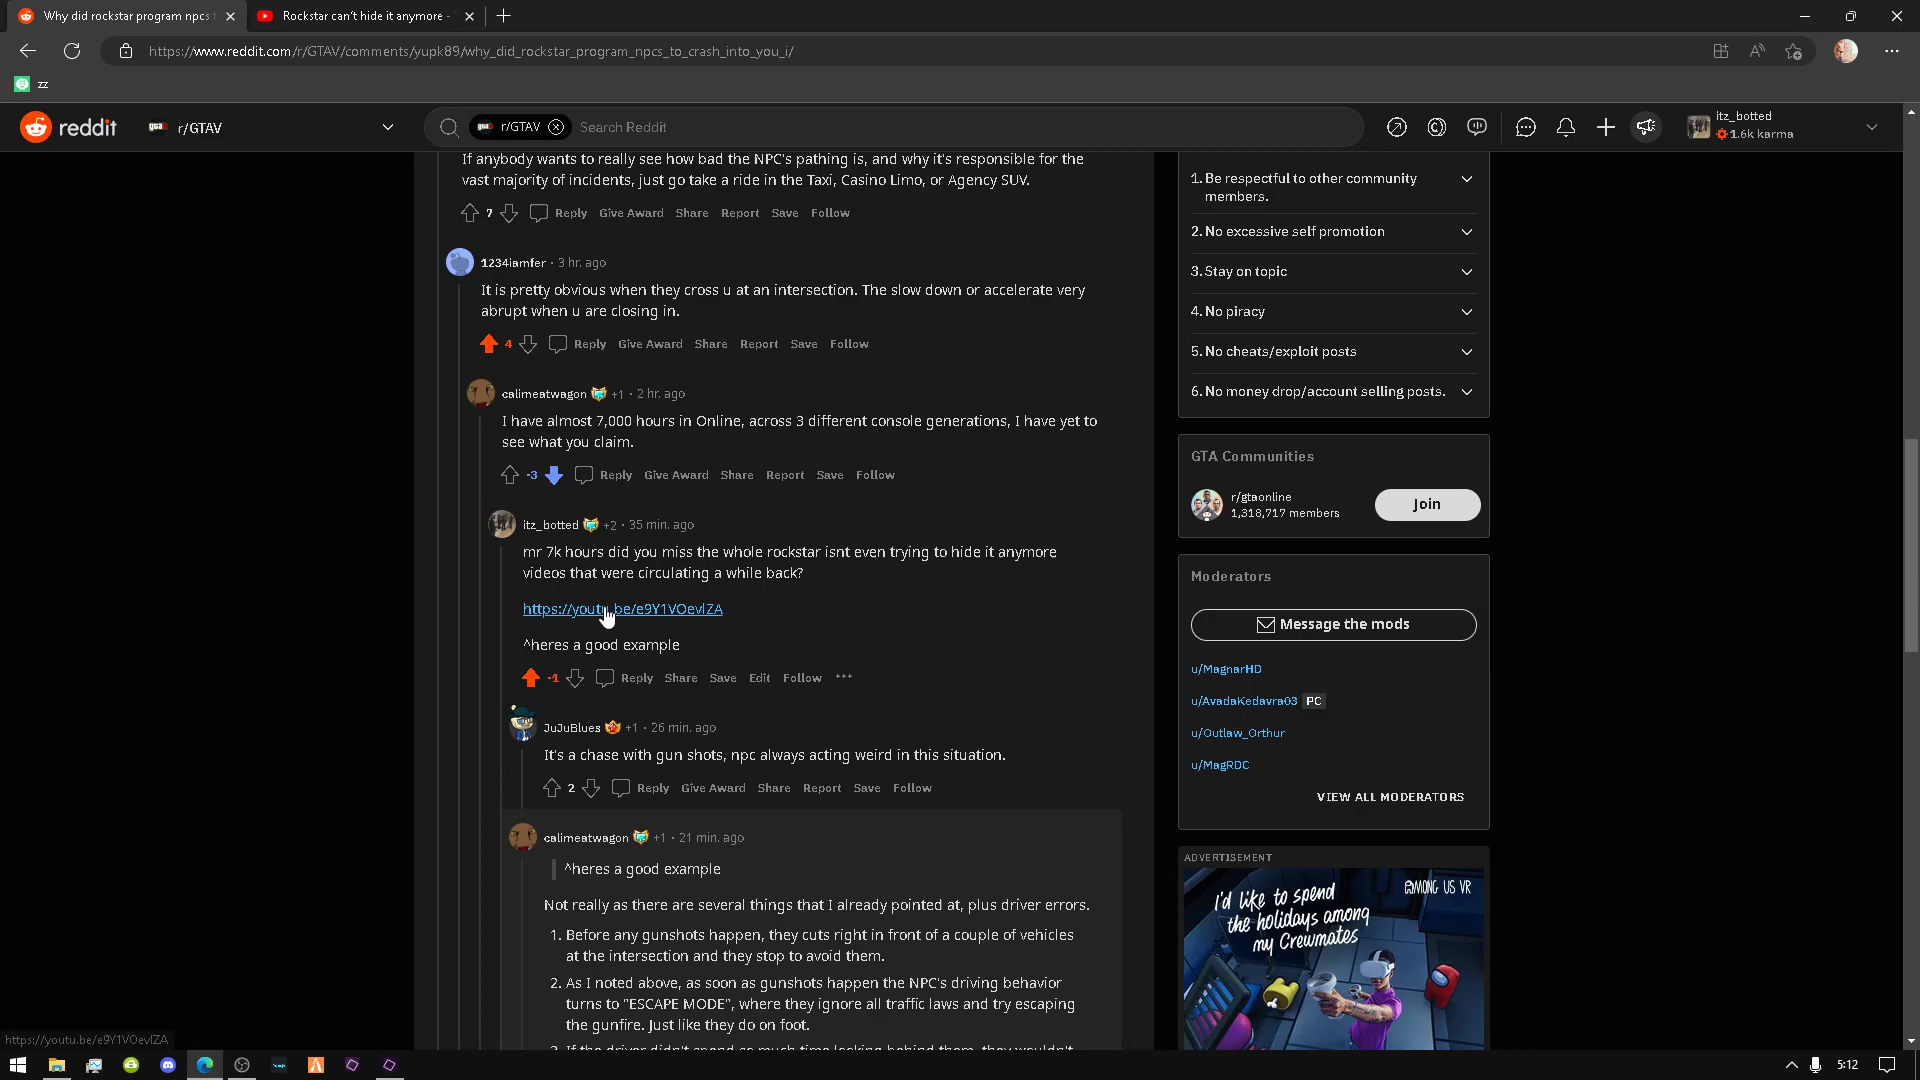 Why did rockstar program npcs t
Rockstar can't hide it anymore -
https://www.reddit.com/r/GTAV/comments/yupk89/why_did_rockstar_program_npcs_to_crash_into_you_i/
zz
reddit
r/GTAV
r/GTAV
Search Reddit
itz_botted
1.6k karma
If anybody wants to really see how bad the NPC's pathing is, and why it's responsible for the
vast majority of incidents, just go take a ride in the Taxi, Casino Limo, or Agency SUV.
7 Reply Give Award Share Report Save Follow
1234iamfer · 3 hr. ago
It is pretty obvious when they cross u at an intersection. The slow down or accelerate very
abrupt when u are closing in.
4 Reply Give Award Share Report Save Follow
calimeatwagon +1 · 2 hr. ago
I have almost 7,000 hours in Online, across 3 different console generations, I have yet to
see what you claim.
-3 Reply Give Award Share Report Save Follow
itz_botted +2 · 35 min. ago
mr 7k hours did you miss the whole rockstar isnt even trying to hide it anymore
videos that were circulating a while back?
https://youtu.be/e9Y1VOevlZA
^heres a good example
-1 Reply Share Save Edit Follow •••
JuJuBlues +1 · 26 min. ago
It's a chase with gun shots, npc always acting weird in this situation.
2 Reply Give Award Share Report Save Follow
calimeatwagon +1 · 21 min. ago
^heres a good example
Not really as there are several things that I already pointed at, plus driver errors.
1. Before any gunshots happen, they cuts right in front of a couple of vehicles
at the intersection and they stop to avoid them.
2. As I noted above, as soon as gunshots happen the NPC's driving behavior
turns to "ESCAPE MODE", where they ignore all traffic laws and try escaping
the gunfire. Just like they do on foot.
3. If the driver didn't spend so much time looking behind them, they wouldn't
1. Be respectful to other community
members.
2. No excessive self promotion
3. Stay on topic
4. No piracy
5. No cheats/exploit posts
6. No money drop/account selling posts.
GTA Communities
r/gtaonline
1,318,717 members
Join
Moderators
Message the mods
u/MagnarHD
u/AvadaKedavra03 PC
u/Outlaw_Orthur
u/MagRDC
VIEW ALL MODERATORS
ADVERTISEMENT
I'd like to spend
the holidays among
my Crewmates
AMONG US VR
https://youtu.be/e9Y1VOevlZA
5:12